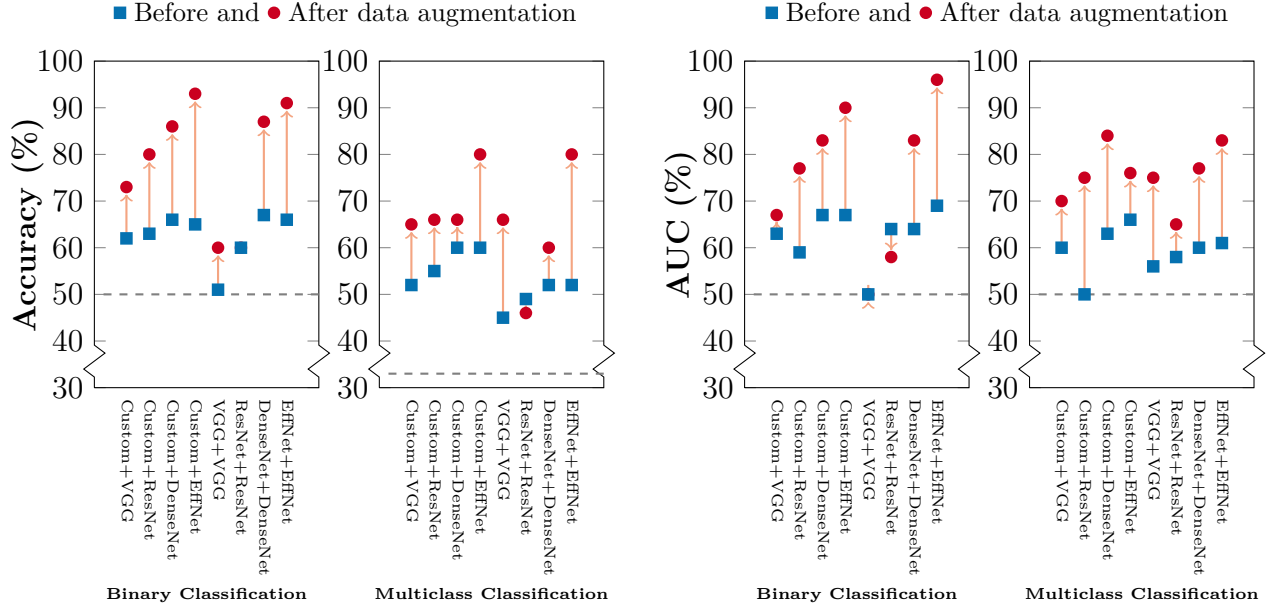 Before and After data augmentation
Before and After data augmentation
Accuracy (%)
100
90
80
70
60
50
40
30
Custom+VGG
Custom+ResNet
Custom+DenseNet
Custom+EffNet
VGG+VGG
ResNet+ResNet
DenseNet+DenseNet
EffNet+EffNet
Binary Classification
100
90
80
70
60
50
40
30
Custom+VGG
Custom+ResNet
Custom+DenseNet
Custom+EffNet
VGG+VGG
ResNet+ResNet
DenseNet+DenseNet
EffNet+EffNet
Multiclass Classification
AUC (%)
100
90
80
70
60
50
40
30
Custom+VGG
Custom+ResNet
Custom+DenseNet
Custom+EffNet
VGG+VGG
ResNet+ResNet
DenseNet+DenseNet
EffNet+EffNet
Binary Classification
100
90
80
70
60
50
40
30
Custom+VGG
Custom+ResNet
Custom+DenseNet
Custom+EffNet
VGG+VGG
ResNet+ResNet
DenseNet+DenseNet
EffNet+EffNet
Multiclass Classification